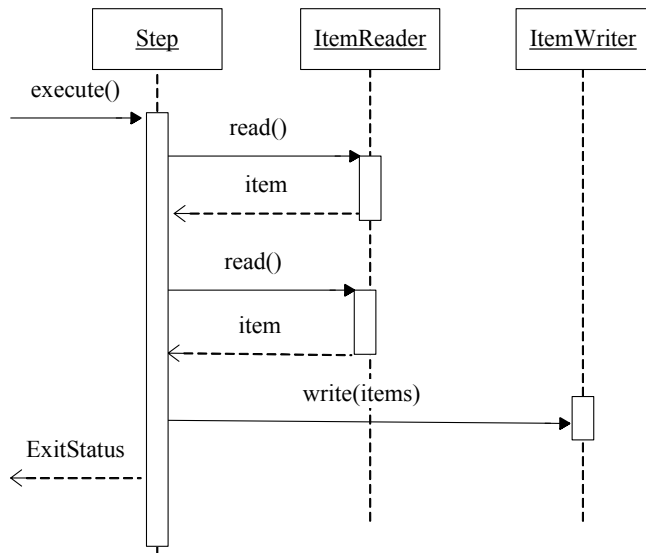 Step
ItemReader
ItemWriter
execute()
read()
item
read()
item
write(items)
ExitStatus